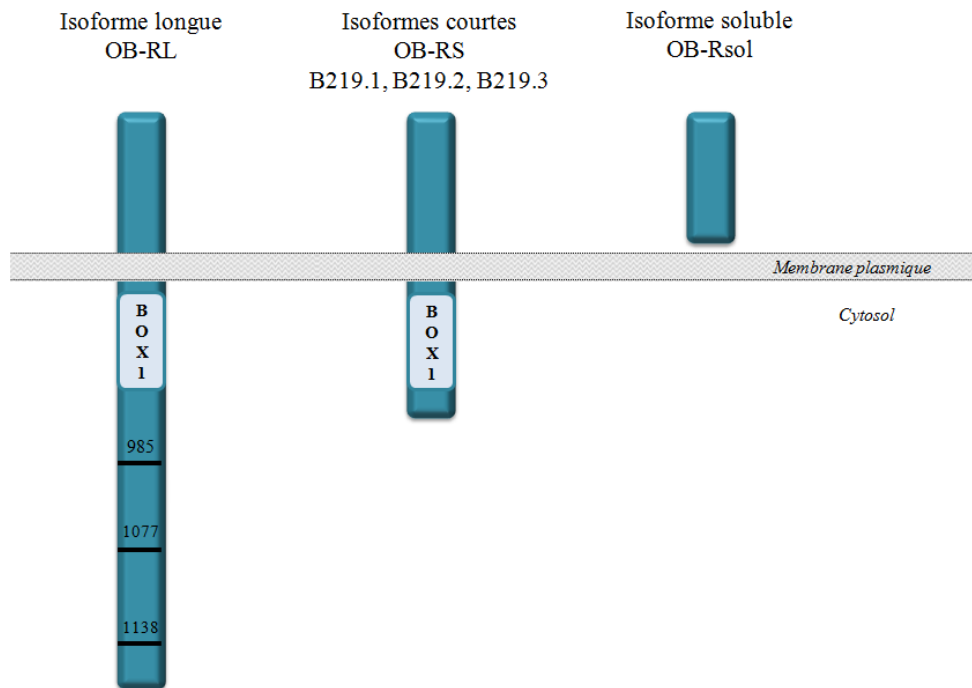 Isoforme longue
OB-RL
Isoformes courtes
OB-RS
B219.1, B219.2, B219.3
Isoforme soluble
OB-Rsol
Membrane plasmique
Cytosol
B
O
X
1
B
O
X
1
985
1077
1138